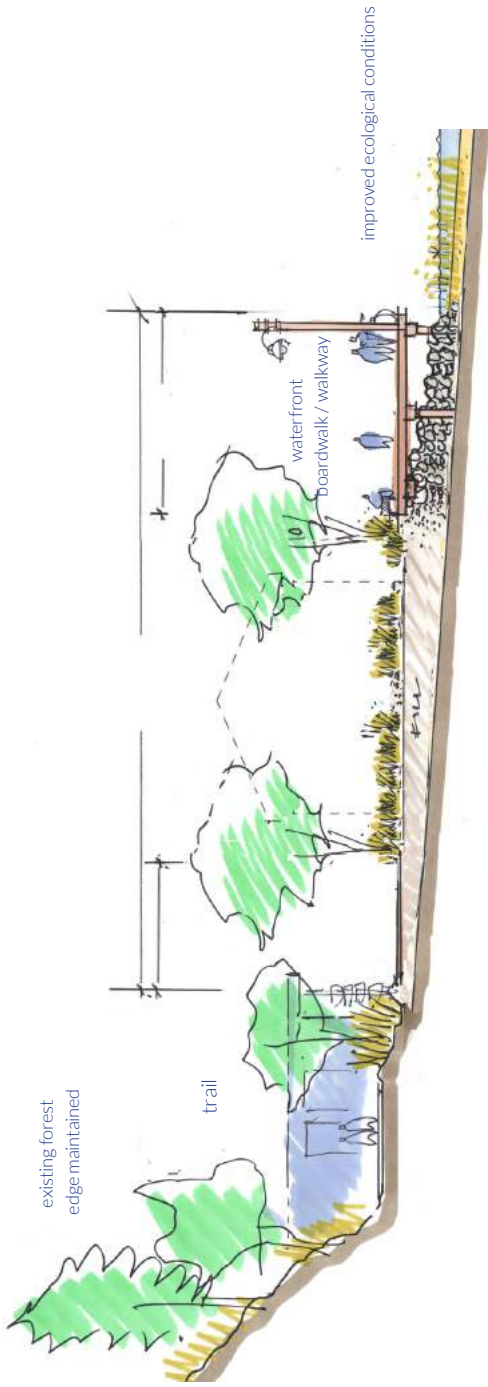 existing forest
edge maintained
trail
waterfront
boardwalk / walkway
improved ecological conditions